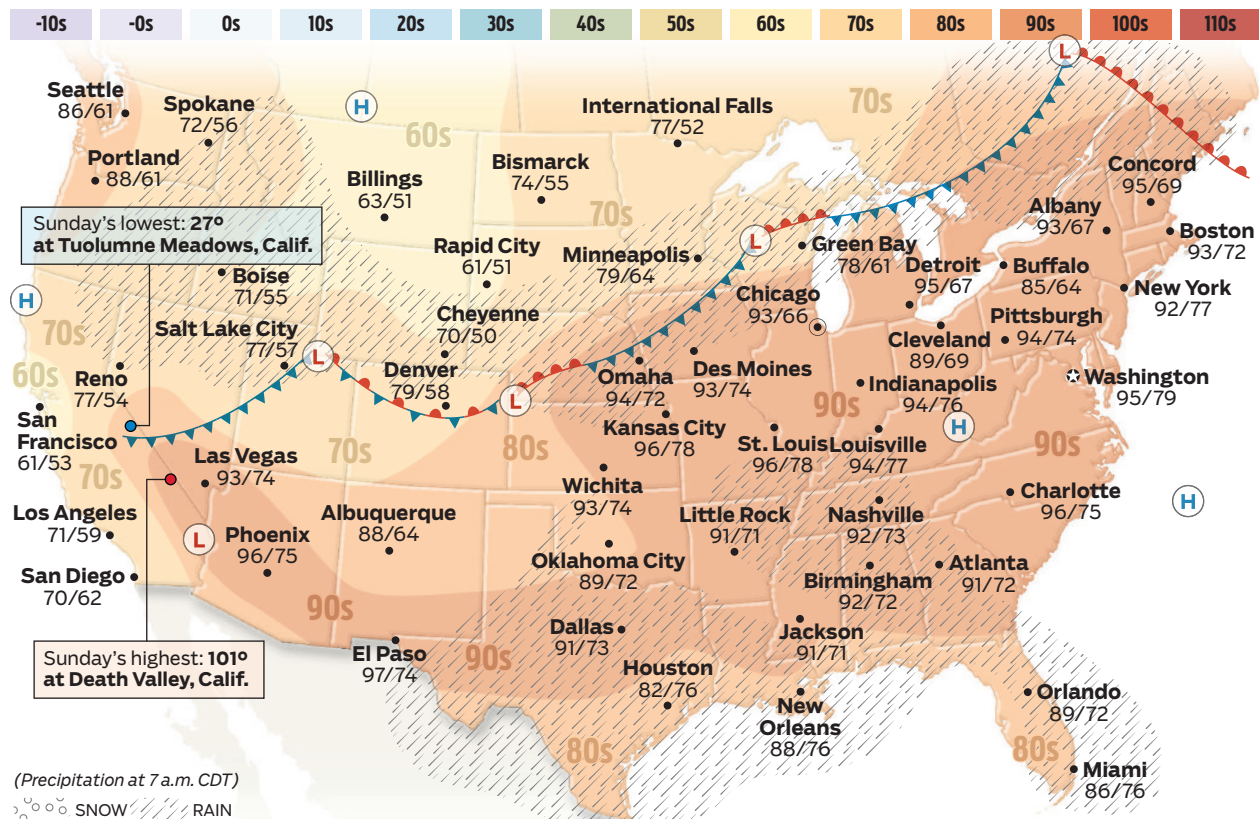 -10s -0s 0s 10s 20s 30s 40s 50s 60s 70s 80s 90s 100s 110s
L
Seattle
86/61
Spokane
72/56
H
International Falls
77/52
70s
60s
Portland
88/61
Billings
63/51
Bismarck
74/55
Concord
95/69
70s
Albany
93/67
Sunday's lowest: 27°
at Tuolumne Meadows, Calif.
Rapid City
61/51
Minneapolis
79/64
L
Green Bay
78/61
Boston
93/72
Boise
71/55
Detroit
95/67
Buffalo
85/64
H
Chicago
93/66
New York
92/77
70s
Salt Lake City
77/57
Cheyenne
70/50
Pittsburgh
94/74
L
Cleveland
89/69
60s
Reno
77/54
Denver
79/58
L
Omaha
94/72
Des Moines
93/74
Indianapolis
94/76
Washington
95/79
90s
San
Francisco
61/53
Kansas City
96/78
St. Louis
96/78
Louisville
94/77
H
70s
80s
90s
Las Vegas
93/74
70s
Wichita
93/74
Charlotte
96/75
H
Los Angeles
71/59
Phoenix
96/75
L
Albuquerque
88/64
Little Rock
91/71
Nashville
92/73
Oklahoma City
89/72
Atlanta
91/72
San Diego
70/62
Birmingham
92/72
90s
Dallas
91/73
Jackson
91/71
Sunday's highest: 101°
at Death Valley, Calif.
El Paso
97/74
90s
Houston
82/76
New
Orleans
88/76
Orlando
89/72
80s
80s
Miami
86/76
(Precipitation at 7 a.m. CDT)
SNOW RAIN